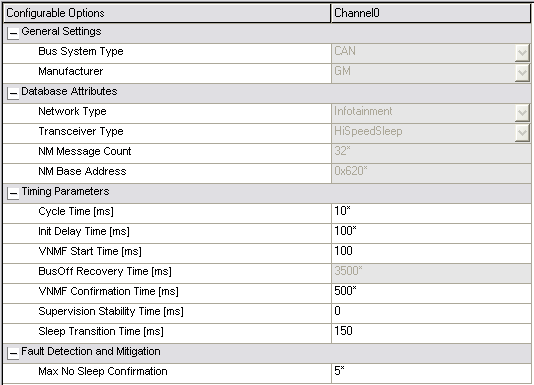 Configurable Options Channel0
General Settings
Bus System Type CAN
Manufacturer GM
Database Attributes
Network Type Infotainment
Transceiver Type HiSpeedSleep
NM Message Count 32*
NM Base Address 0x620*
Timing Parameters
Cycle Time [ms] 10*
Init Delay Time [ms] 100*
VNMF Start Time [ms] 100
BusOff Recovery Time [ms] 3500*
VNMF Confirmation Time [ms] 500*
Supervision Stability Time [ms] 0
Sleep Transition Time [ms] 150
Fault Detection and Mitigation
Max No Sleep Confirmation 5*